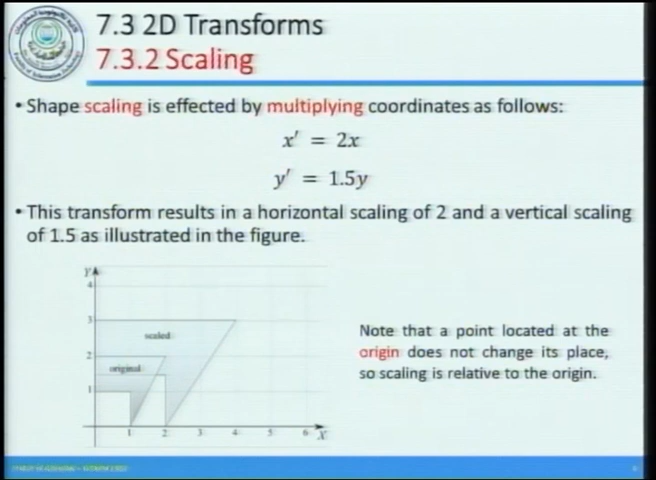 7.3 2D Transforms
7.3.2 Scaling
• Shape scaling is effected by multiplying coordinates as follows:
x′ = 2x
y′ = 1.5y
• This transform results in a horizontal scaling of 2 and a vertical scaling
of 1.5 as illustrated in the figure.
Y
4
3
scaled
2
original
1
1 2 3 4 5 6 X
Note that a point located at the
origin does not change its place,
so scaling is relative to the origin.